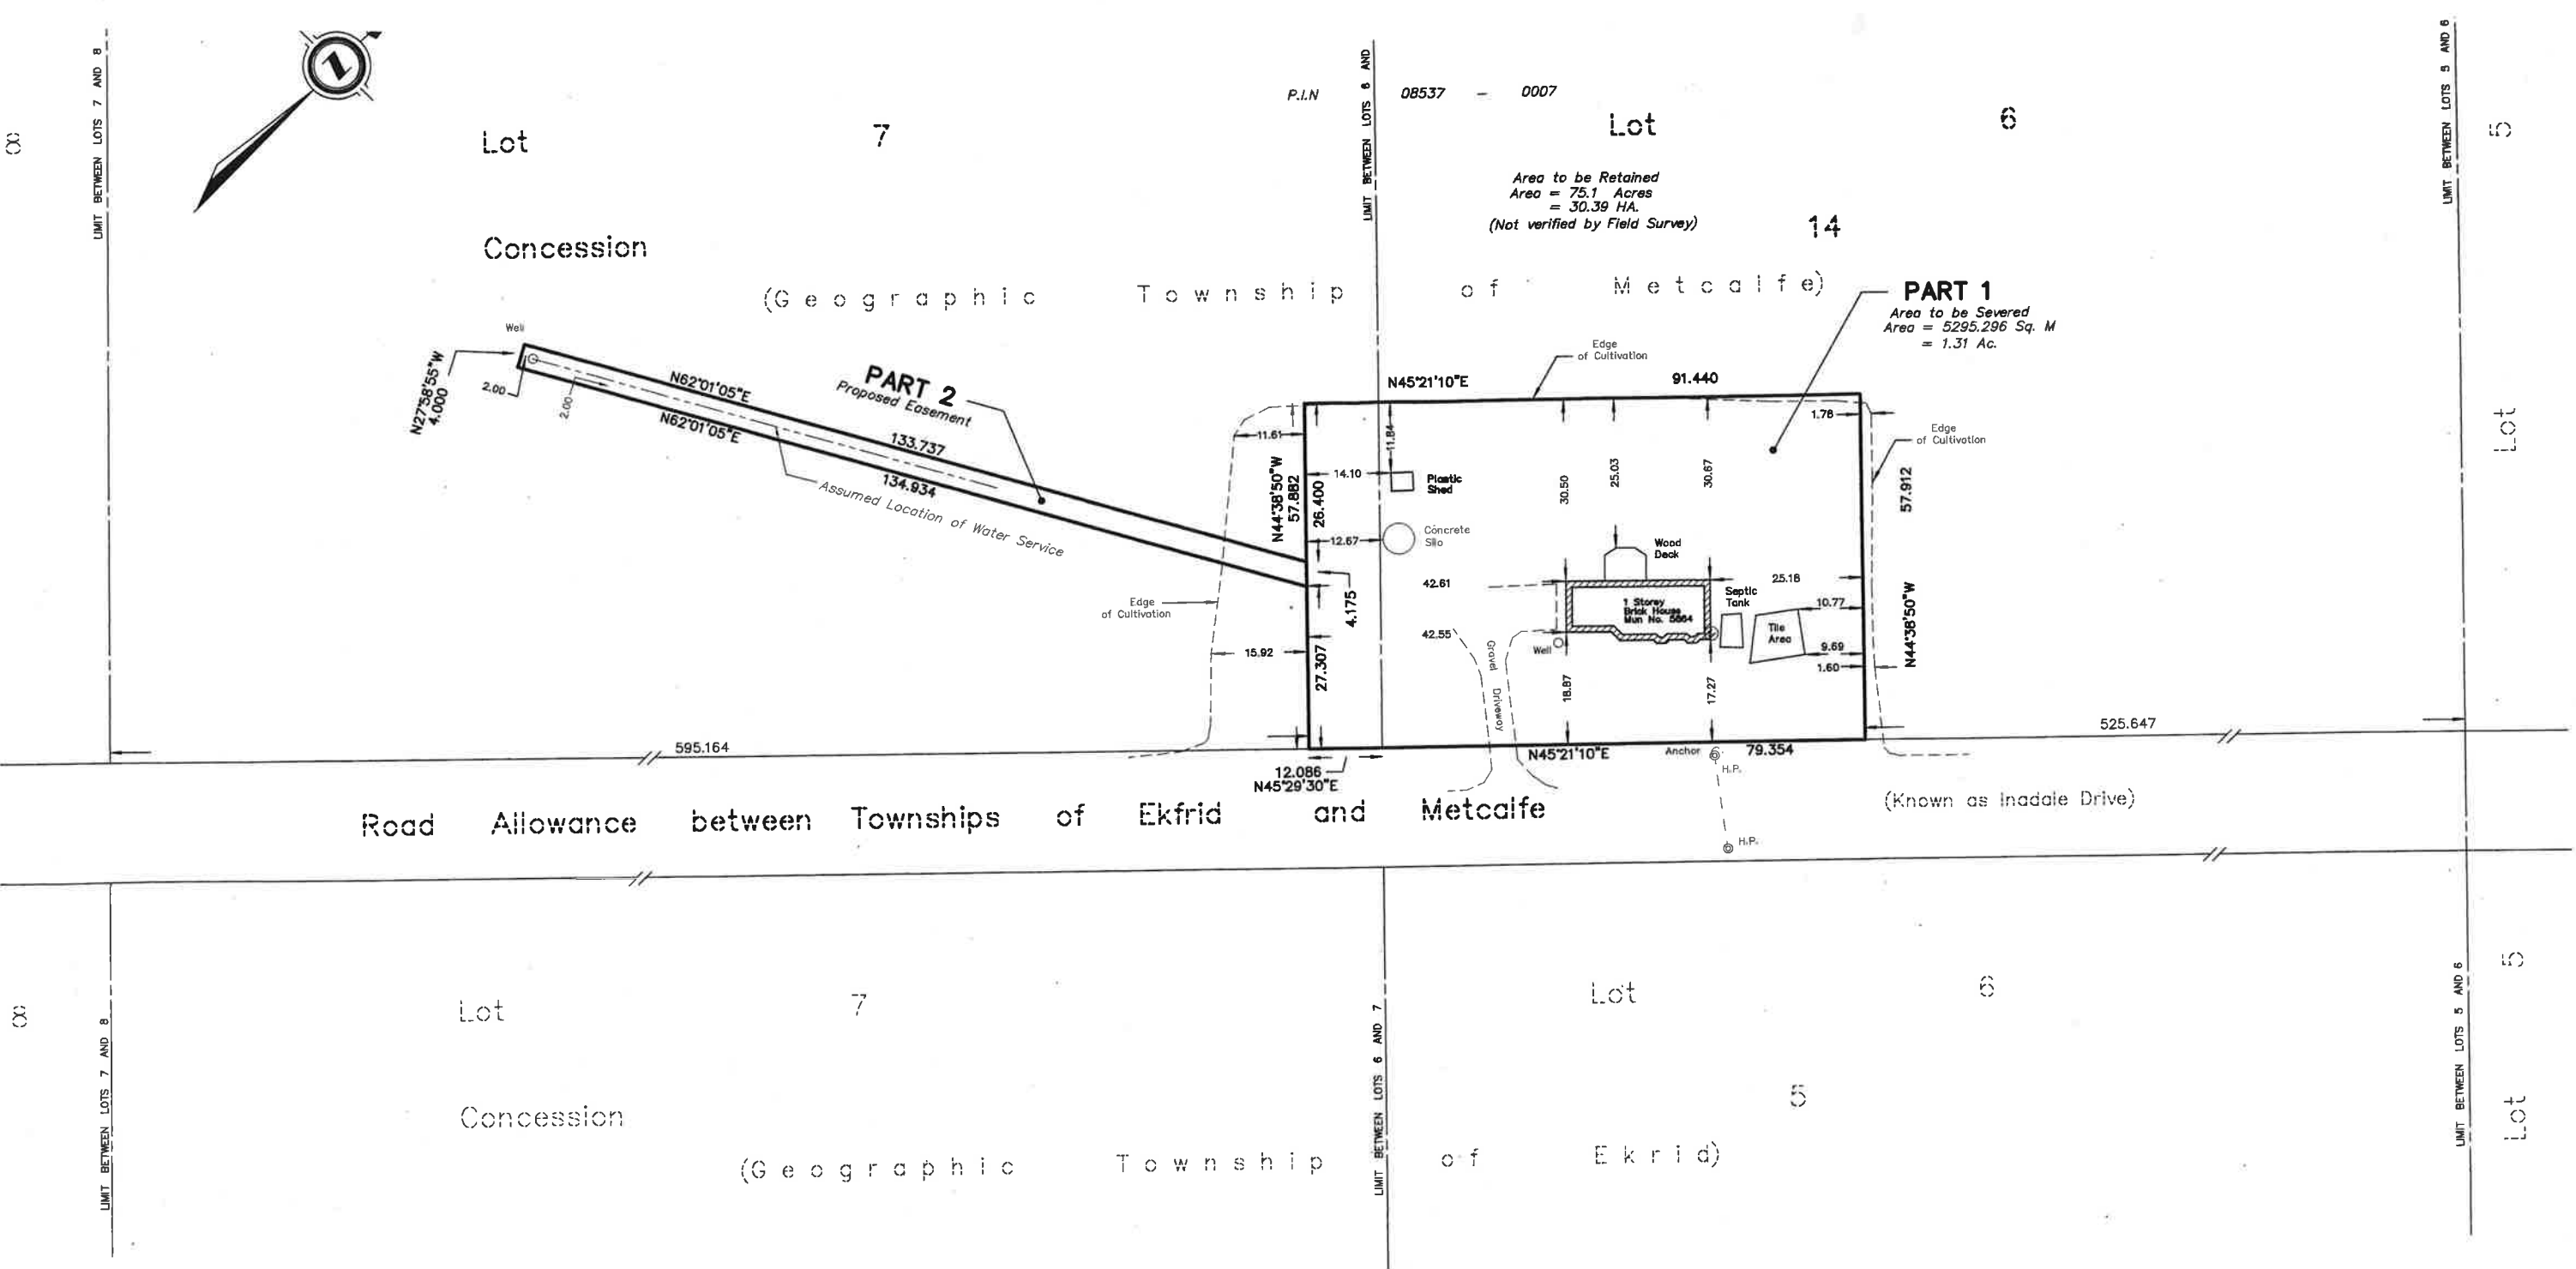 LIMIT BETWEEN LOTS 7 AND 8
LIMIT BETWEEN LOTS 6 AND
LIMIT BETWEEN LOTS 5 AND 6
P.I.N 08537 - 0007
8
Lot 7
Lot 6
5
Lot
Area to be Retained
Area = 75.1 Acres
= 30.39 HA.
(Not verified by Field Survey)
14
Concession
(Geographic Township of Metcalfe)
PART 1
Area to be Severed
Area = 5295.296 Sq. M
= 1.31 Ac.
Well
N27°58'55"W
4.000
2.00
2.00
N62°01'05"E
N62°01'05"E
PART 2
Proposed Easement
133.737
134.934
Assumed Location of Water Service
Edge
of Cultivation
N45°21'10"E
91.440
1.78
Edge
of Cultivation
11.61
11.84
14.10
Plastic
Shed
N44°38'50"W
57.882
26.400
12.67
Concrete
Silo
30.50
25.03
30.67
57.912
N44°38'50"W
Wood
Deck
42.61
25.18
Septic
Tank
1 Storey
Brick House
Mun No. 5664
10.77
Tile
Area
9.69
1.60
42.55
Well
Gravel Driveway
Edge
of Cultivation
4.175
15.92
27.307
18.87
17.27
595.164
12.086
N45°29'30"E
N45°21'10"E
Anchor
79.354
H.P.
H.P.
525.647
Road Allowance between Townships of Ekfrid and Metcalfe
(Known as Inadale Drive)
8
Lot 7
Lot 6
5
Lot
LIMIT BETWEEN LOTS 7 AND 8
LIMIT BETWEEN LOTS 6 AND 7
LIMIT BETWEEN LOTS 5 AND 6
Concession
5
(Geographic Township of Ekrid)